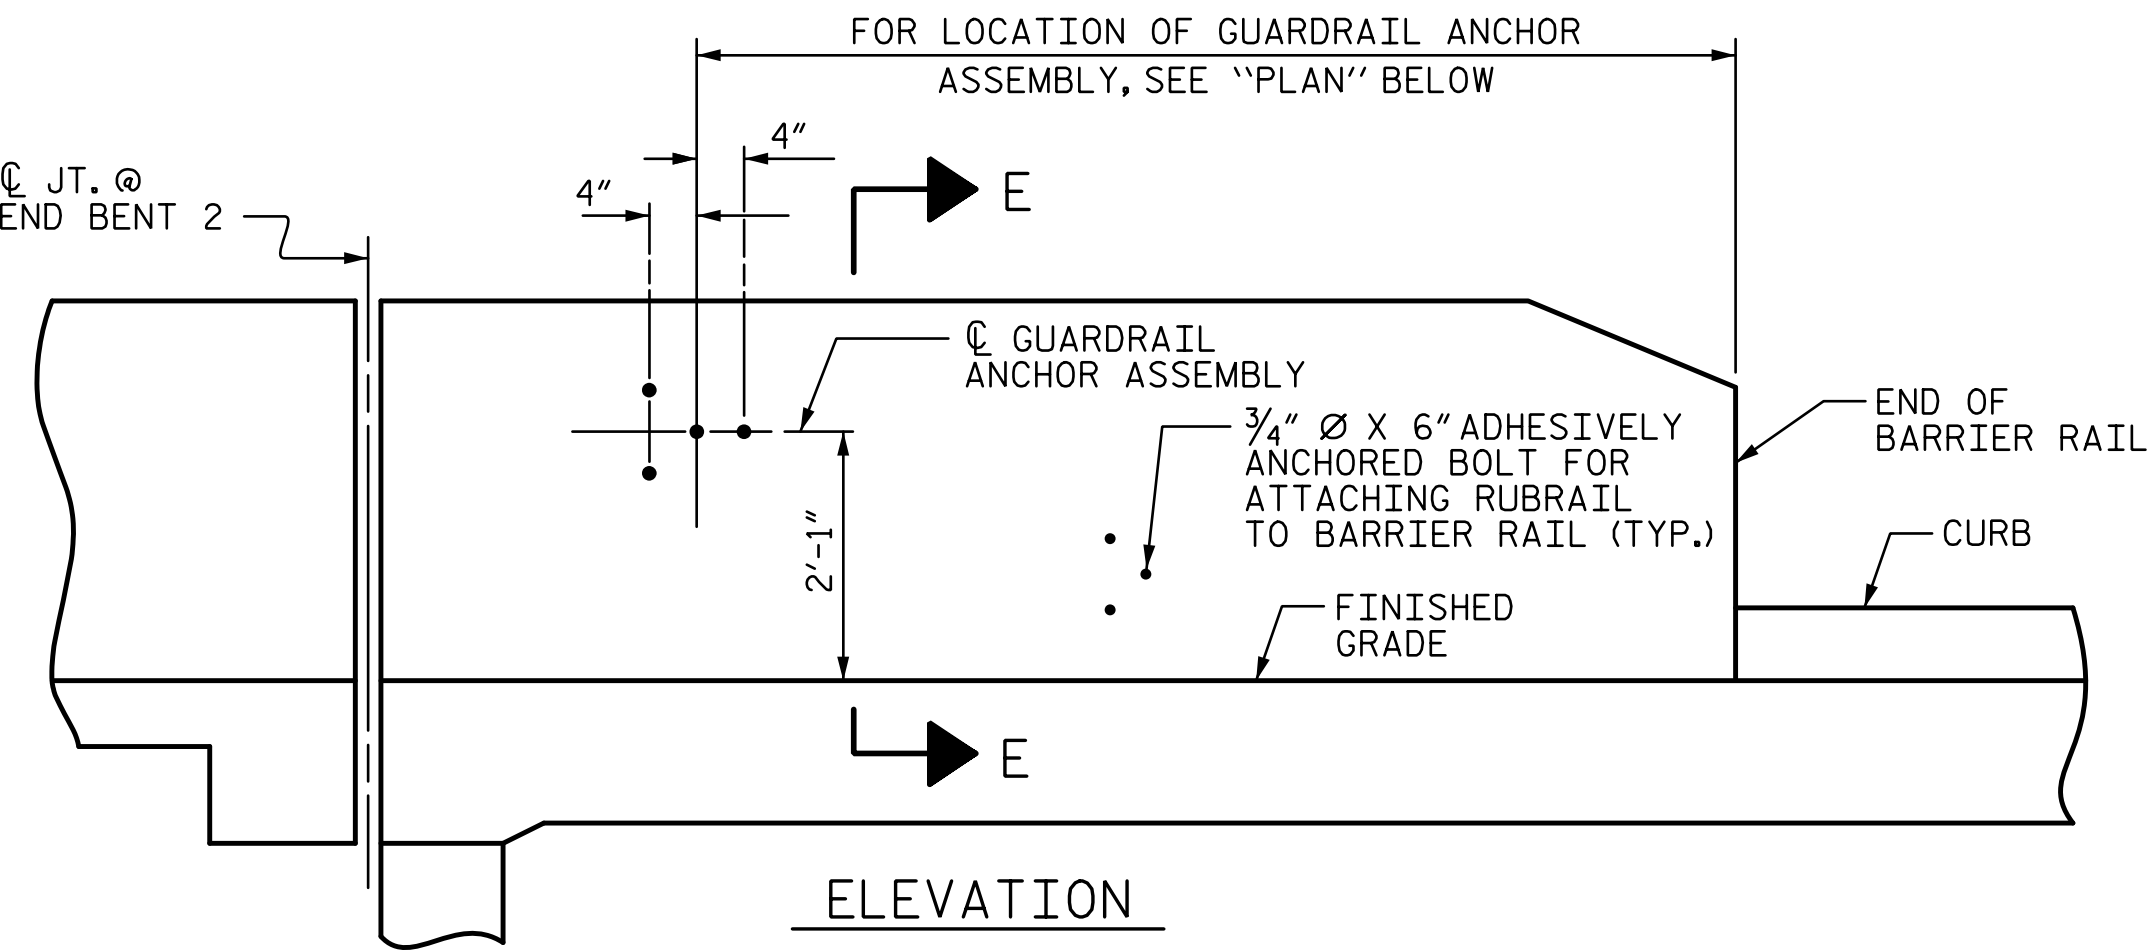 FOR LOCATION OF GUARDRAIL ANCHOR
ASSEMBLY, SEE ‵‵PLAN″ BELOW
4″
4″
E
℄ JT. @
END BENT 2
℄ GUARDRAIL
ANCHOR ASSEMBLY
¾″ Ø X 6″ ADHESIVELY
ANCHORED BOLT FOR
ATTACHING RUBRAIL
TO BARRIER RAIL (TYP.)
END OF
BARRIER RAIL
CURB
2′-1″
FINISHED
GRADE
E
ELEVATION